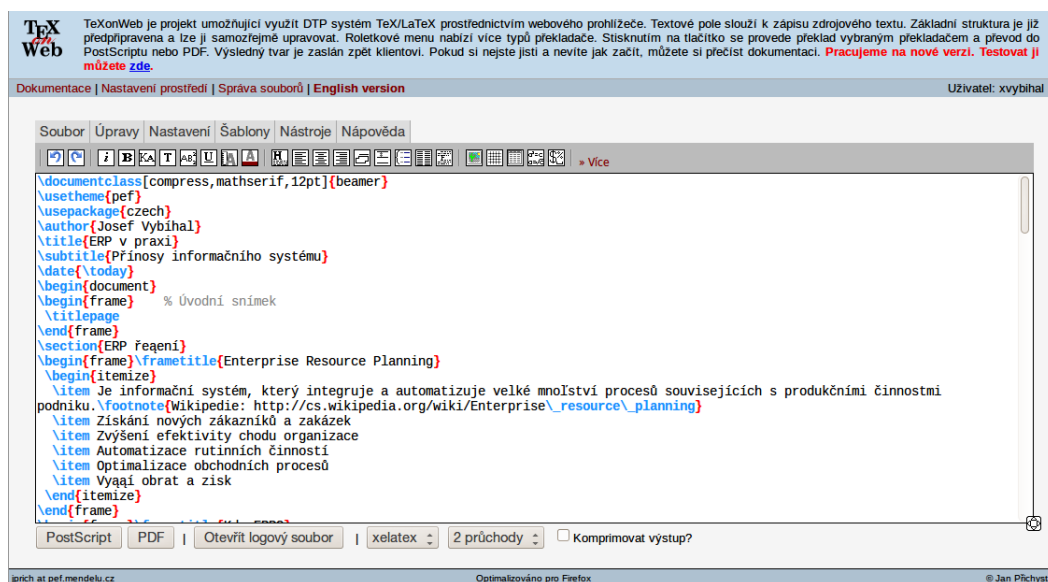 TEX on Web
TeXonWeb je projekt umožňující využít DTP systém TeX/LaTeX prostřednictvím webového prohlížeče. Textové pole slouží k zápisu zdrojového textu. Základní struktura je již
předpřipravena a lze ji samozřejmě upravovat. Roletkové menu nabízí více typů překladače. Stisknutím na tlačítko se provede překlad vybraným překladačem a převod do
PostScriptu nebo PDF. Výsledný tvar je zaslán zpět klientovi. Pokud si nejste jisti a nevíte jak začít, můžete si přečíst dokumentaci. Pracujeme na nové verzi. Testovat ji
můžete zde.
Dokumentace | Nastavení prostředí | Správa souborů | English version Uživatel: xvybihal
Soubor Úpravy Nastavení Šablony Nástroje Nápověda
» Více
\documentclass[compress,mathserif,12pt]{beamer}
\usetheme{pef}
\usepackage{czech}
\author{Josef Vybíhal}
\title{ERP v praxi}
\subtitle{Přínosy informačního systému}
\date{\today}
\begin{document}
\begin{frame} % Úvodní snímek
\titlepage
\end{frame}
\section{ERP řeąení}
\begin{frame}\frametitle{Enterprise Resource Planning}
\begin{itemize}
\item Je informační systém, který integruje a automatizuje velké mnoľství procesů souvisejících s produkčními činnostmi
podniku.\footnote{Wikipedie: http://cs.wikipedia.org/wiki/Enterprise\_resource\_planning}
\item Získání nových zákazníků a zakázek
\item Zvýšení efektivity chodu organizace
\item Automatizace rutinních činností
\item Optimalizace obchodních procesů
\item Vyąąí obrat a zisk
\end{itemize}
\end{frame}
PostScript PDF | Otevřít logový soubor | xelatex 2 průchody Komprimovat výstup?
jprich at pef.mendelu.cz Optimalizováno pro Firefox © Jan Přichyst